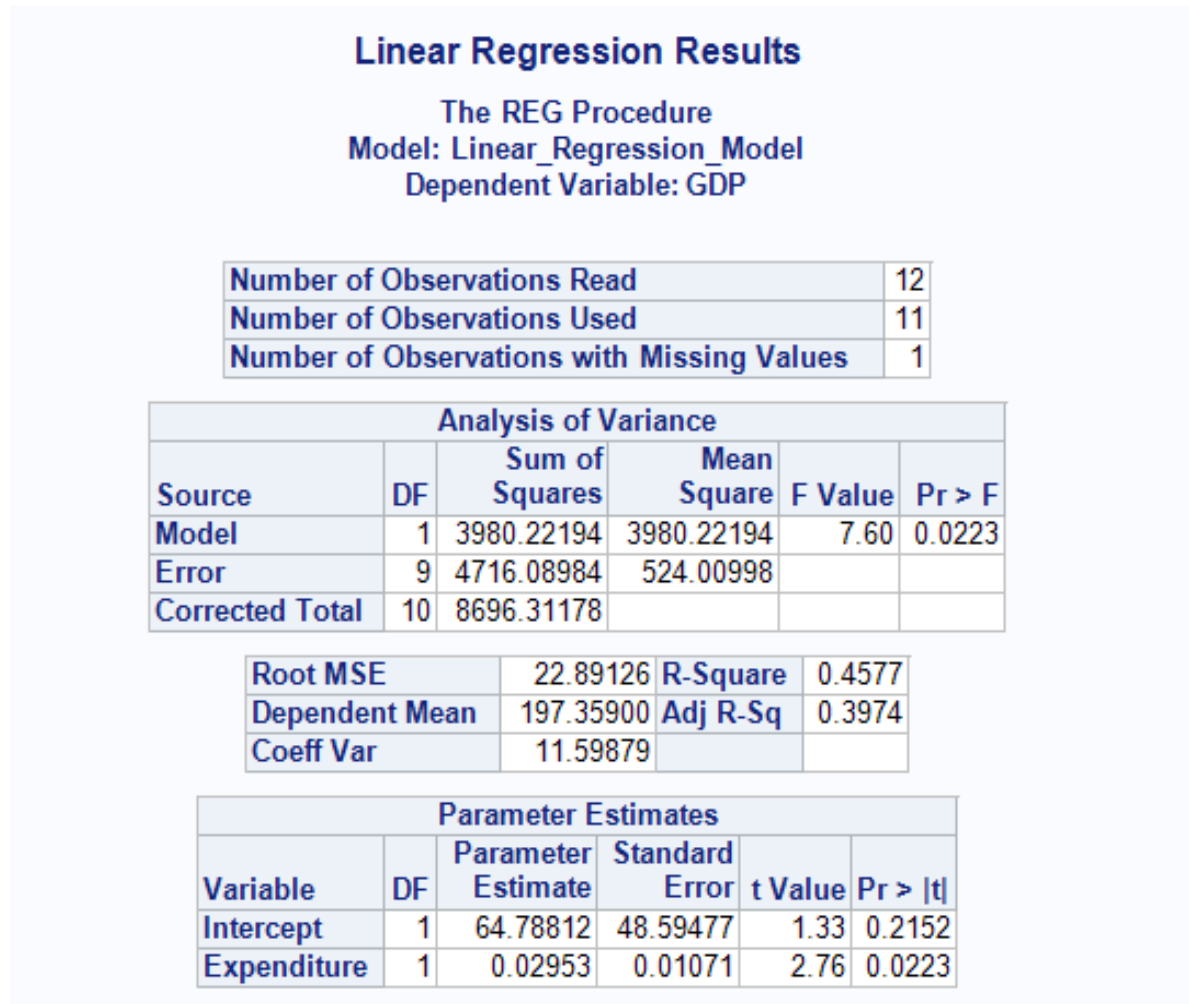 Linear Regression Results
The REG Procedure
Model: Linear_Regression_Model
Dependent Variable: GDP
Number of Observations Read 12
Number of Observations Used 11
Number of Observations with Missing Values 1
Analysis of Variance
Source DF Sum of Squares Mean Square F Value Pr > F
Model 1 3980.22194 3980.22194 7.60 0.0223
Error 9 4716.08984 524.00998
Corrected Total 10 8696.31178
Root MSE 22.89126 R-Square 0.4577
Dependent Mean 197.35900 Adj R-Sq 0.3974
Coeff Var 11.59879
Parameter Estimates
Variable DF Parameter Estimate Standard Error t Value Pr > |t|
Intercept 1 64.78812 48.59477 1.33 0.2152
Expenditure 1 0.02953 0.01071 2.76 0.0223